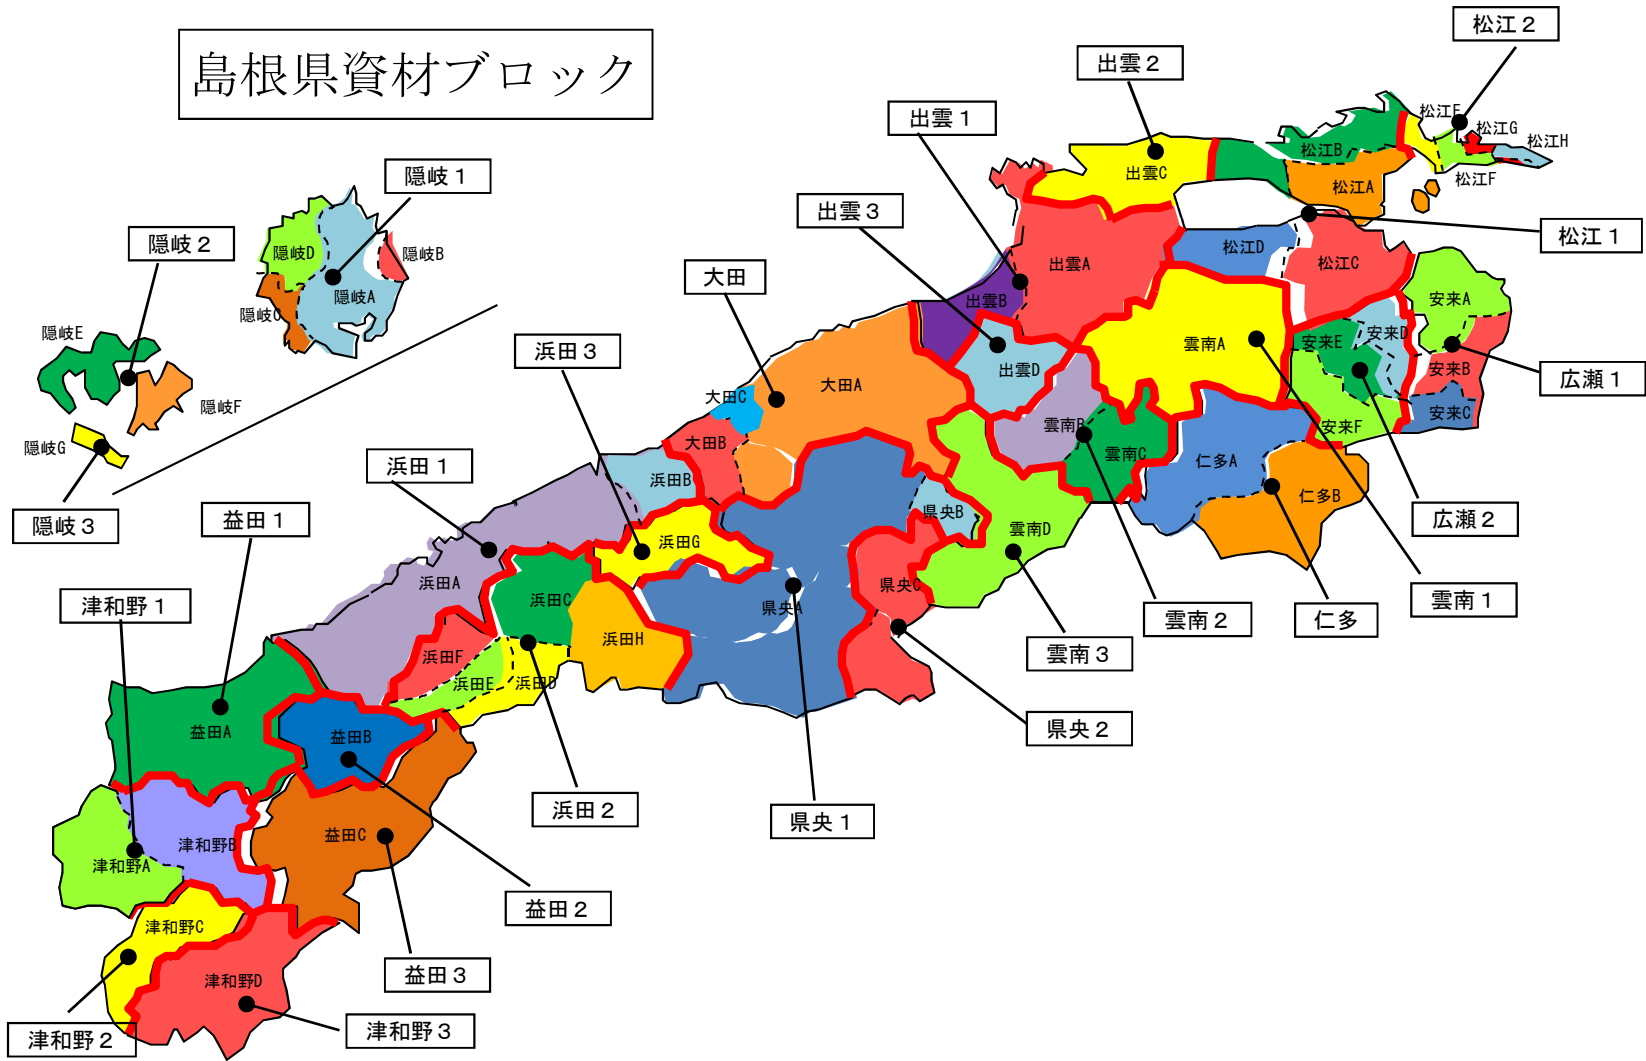 松江２
島根県資材ブロック
出雲２
出雲１
松江E
松江G
松江H
松江B
松江F
隠岐１
出雲C
松江A
出雲３
隠岐２
隠岐D
隠岐B
松江１
松江D
出雲A
松江C
大田
隠岐A
出雲B
安来A
隠岐C
隠岐E
浜田３
雲南A
安来E
安来D
出雲D
安来B
広瀬１
大田A
大田C
隠岐F
安来C
雲南B
安来F
大田B
隠岐G
雲南C
仁多A
浜田１
浜田B
仁多B
県央B
隠岐３
益田１
雲南D
広瀬２
浜田G
浜田A
県央C
津和野１
浜田C
県央A
雲南２
仁多
雲南１
浜田H
浜田F
雲南３
浜田E
浜田D
益田A
益田B
県央２
浜田２
県央１
益田C
津和野B
津和野A
益田２
津和野C
益田３
津和野D
津和野２
津和野３